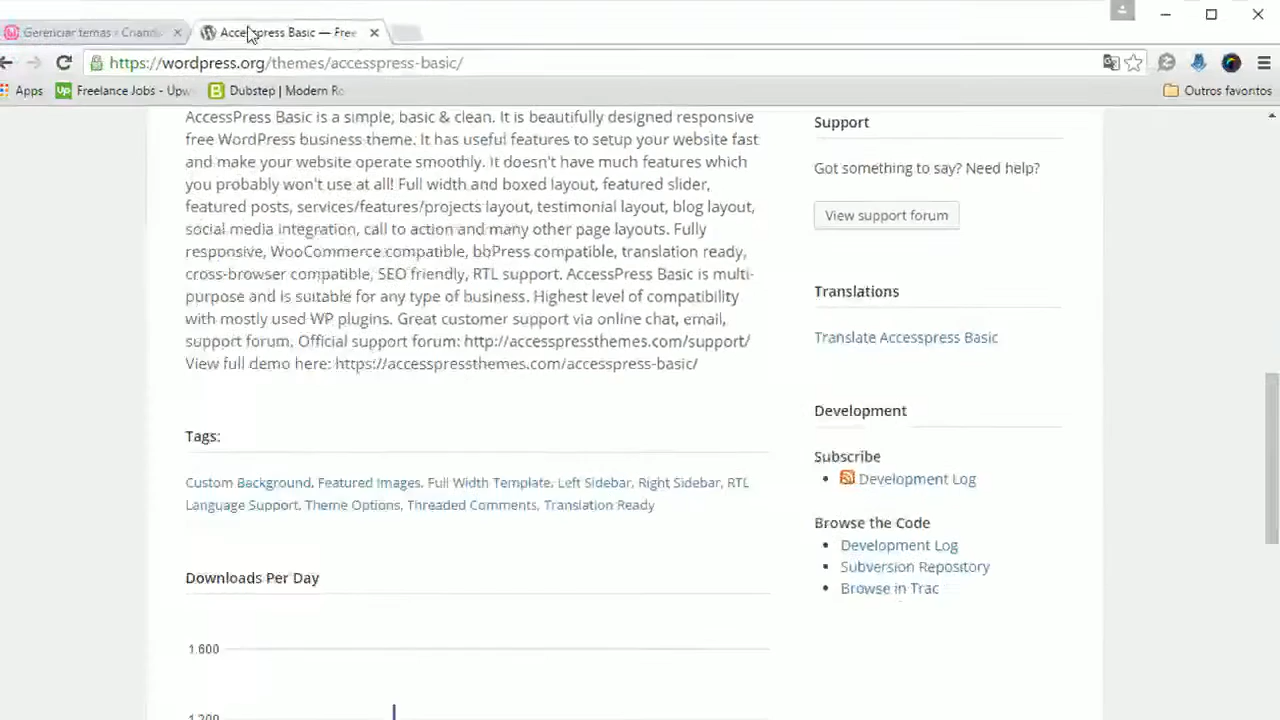 Gerenciar temas ‹ Criand
Accesspress Basic — Free
https://wordpress.org/themes/accesspress-basic/
Apps
Freelance Jobs - Upw
Dubstep | Modern Ro
Outros favoritos
AccessPress Basic is a simple, basic & clean. It is beautifully designed responsive
free WordPress business theme. It has useful features to setup your website fast
and make your website operate smoothly. It doesn't have much features which
you probably won't use at all! Full width and boxed layout, featured slider,
featured posts, services/features/projects layout, testimonial layout, blog layout,
social media integration, call to action and many other page layouts. Fully
responsive, WooCommerce compatible, bbPress compatible, translation ready,
cross-browser compatible, SEO friendly, RTL support. AccessPress Basic is multi-
purpose and is suitable for any type of business. Highest level of compatibility
with mostly used WP plugins. Great customer support via online chat, email,
support forum. Official support forum: http://accesspressthemes.com/support/
View full demo here: https://accesspressthemes.com/accesspress-basic/
Tags:
Custom Background, Featured Images, Full Width Template, Left Sidebar, Right Sidebar, RTL
Language Support, Theme Options, Threaded Comments, Translation Ready
Downloads Per Day
1.600
1.200
Support
Got something to say? Need help?
View support forum
Translations
Translate Accesspress Basic
Development
Subscribe
Development Log
Browse the Code
Development Log
Subversion Repository
Browse in Trac